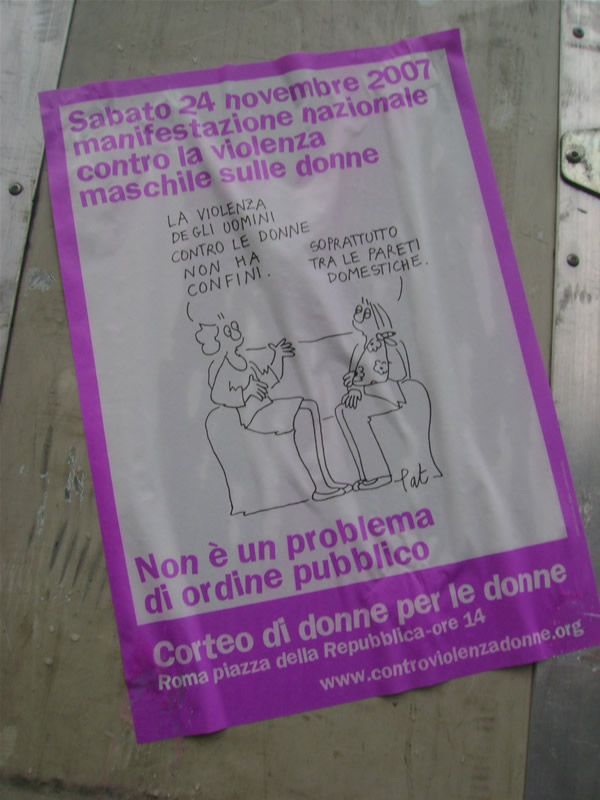 Sabato 24 novembre 2007
manifestazione nazionale
contro la violenza
maschile sulle donne
LA VIOLENZA
DEGLI UOMINI
CONTRO LE DONNE
NON HA
CONFINI.
SOPRATTUTTO
TRA LE PARETI
DOMESTICHE.
Pat
Non è un problema
di ordine pubblico
Corteo di donne per le donne
Roma piazza della Repubblica-ore 14
www.controviolenzadonne.org